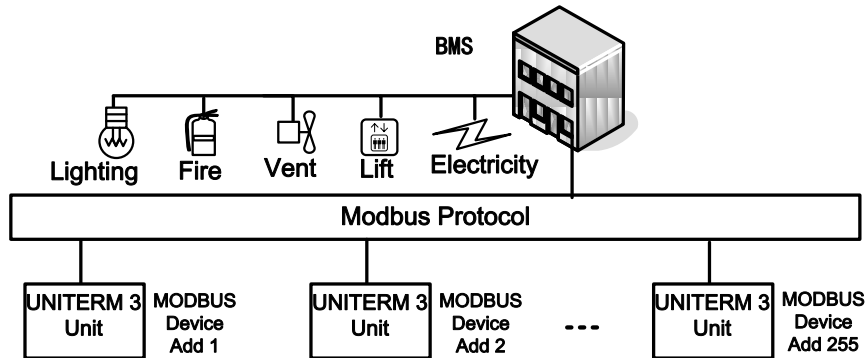 BMS
Lighting
Fire
Vent
Lift
Electricity
Modbus Protocol
UNITERM 3
Unit
MODBUS
Device
Add 1
UNITERM 3
Unit
MODBUS
Device
Add 2
---
UNITERM 3
Unit
MODBUS
Device
Add 255